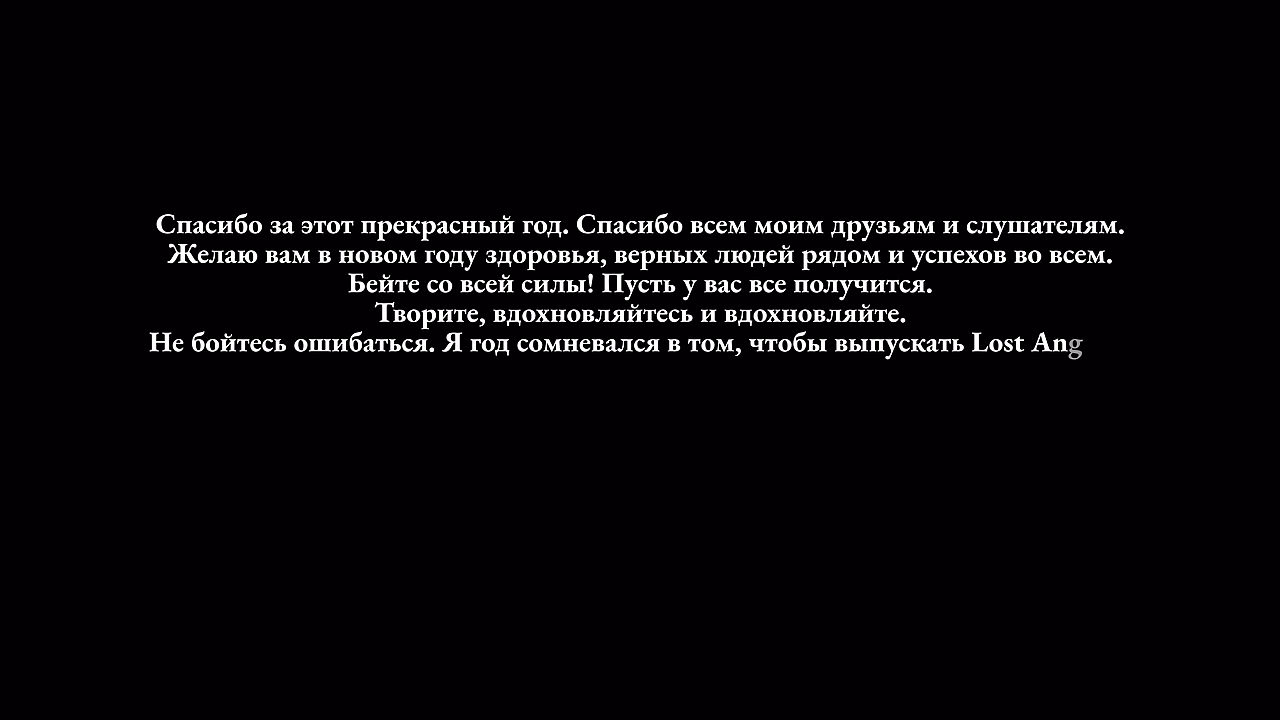 Спасибо за этот прекрасный год. Спасибо всем моим друзьям и слушателям.
Желаю вам в новом году здоровья, верных людей рядом и успехов во всем.
Бейте со всей силы! Пусть у вас все получится.
Творите, вдохновляйтесь и вдохновляйте.
Не бойтесь ошибаться. Я год сомневался в том, чтобы выпускать Lost Ang